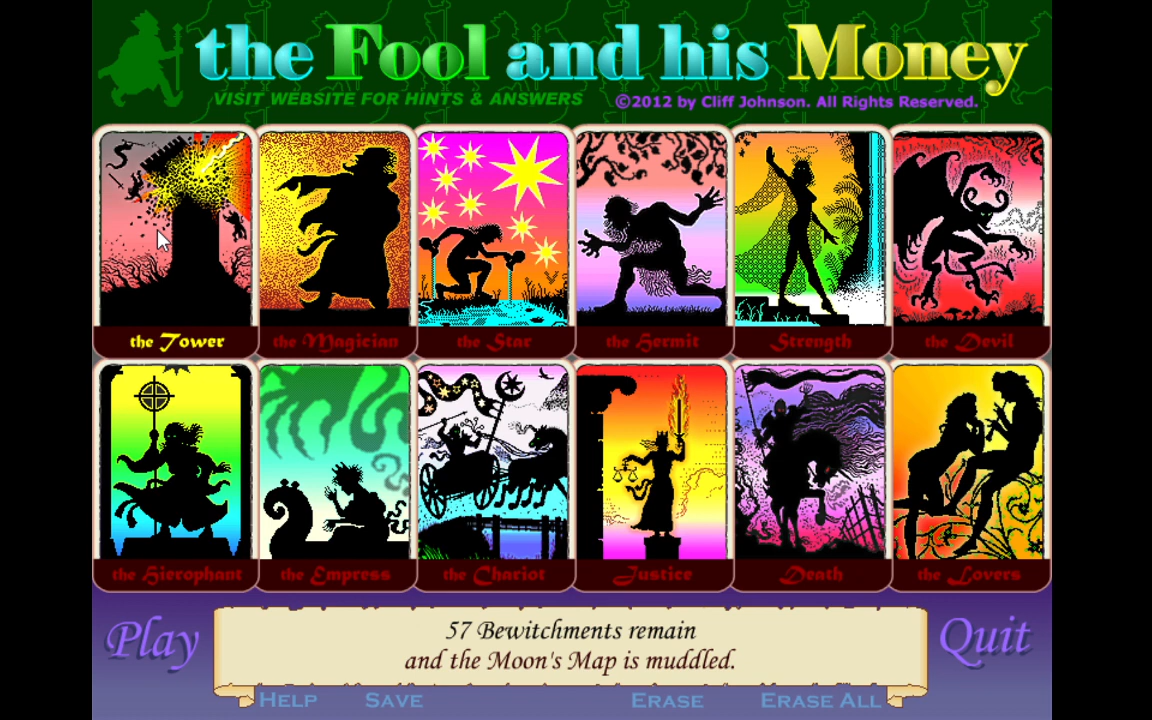 the Fool and his Money
VISIT WEBSITE FOR HINTS & ANSWERS
©2012 by Cliff Johnson. All Rights Reserved.
the Tower
the Magician
the Star
the Hermit
Strength
the Devil
the Hierophant
the Empress
the Chariot
Justice
Death
the Lovers
Play
57 Bewitchments remain
and the Moon's Map is muddled.
Quit
HELP
SAVE
ERASE
ERASE ALL